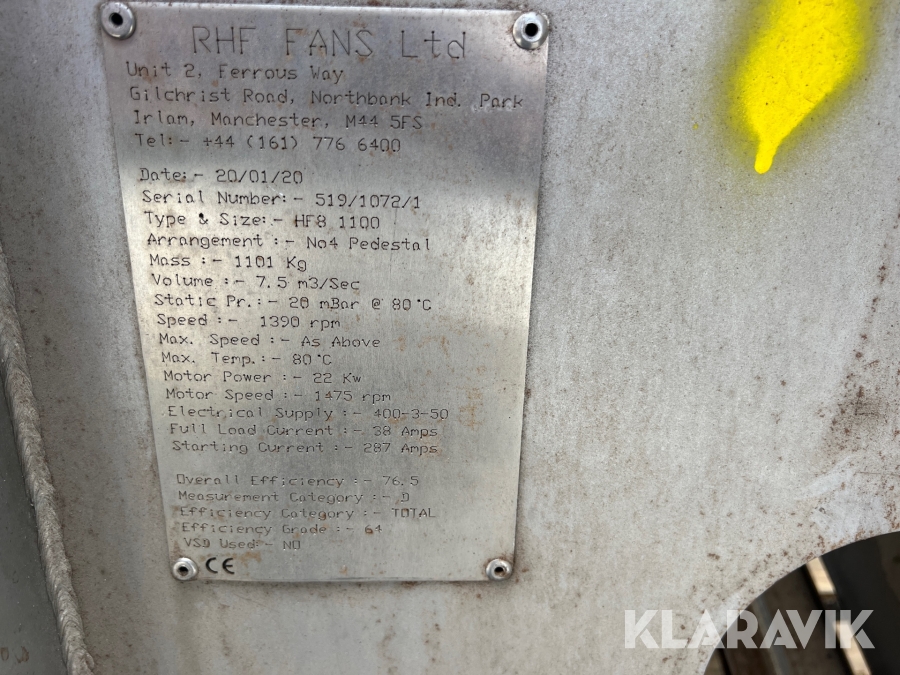 RHF FANS Ltd
Unit 2, Ferrous Way
Gilchrist Road, Northbank Ind. Park
Irlam, Manchester, M44 5FS
Tel:- +44 (161) 776 6400
Date:- 20/01/20
Serial Number:- 519/1072/1
Type & Size:- HF8 1100
Arrangement :- No4 Pedestal
Mass :- 1101 Kg
Volume :- 7.5 m3/Sec
Static Pr.:- 20 mBar @ 80°C
Speed :- 1390 rpm
Max. Speed :- As Above
Max. Temp.:- 80°C
Motor Power :- 22 Kw
Motor Speed :- 1475 rpm
Electrical Supply :- 400-3-50
Full Load Current :- 38 Amps
Starting Current :- 287 Amps
Overall Efficiency :- 76.5
Measurement Category :- D
Efficiency Category :- TOTAL
Efficiency Grade :- 64
VSD Used:- NO
CE
KLARAVIK